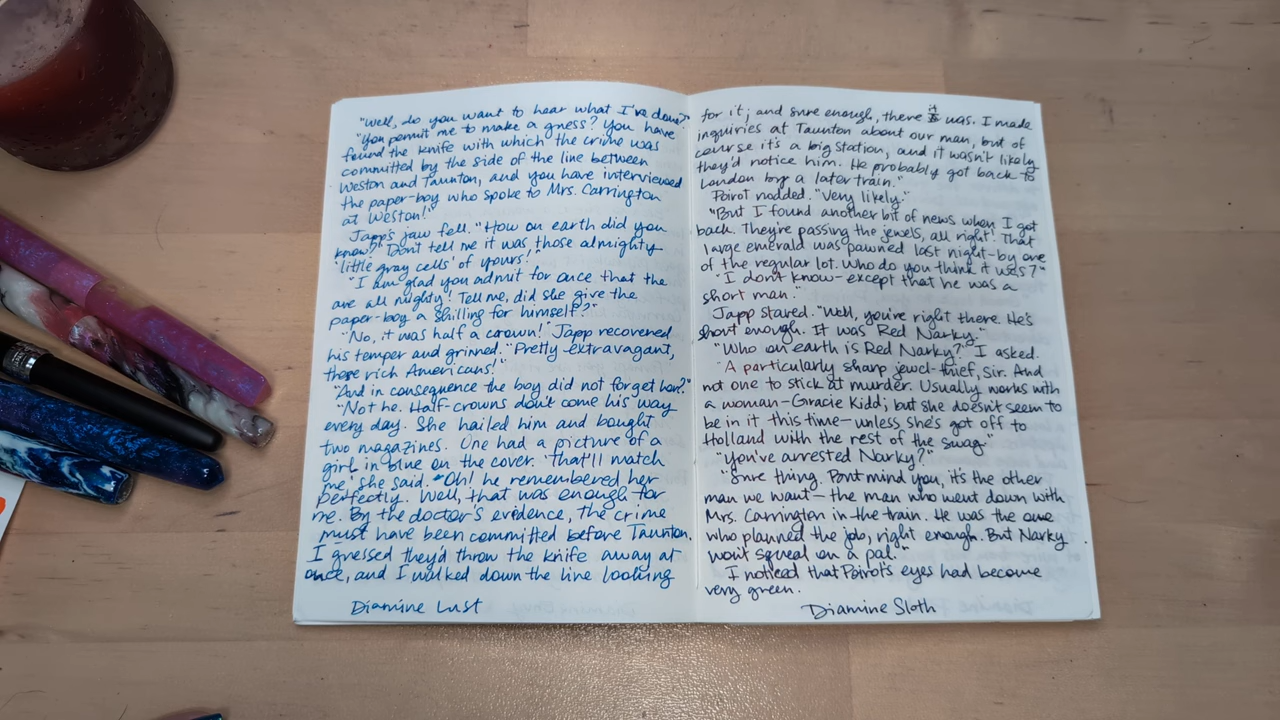 "Well, do you want to hear what I've done?"
"You permit me to make a guess? You have
found the knife with which the crime was
committed by the side of the line between
Weston and Taunton, and you have interviewed
the paper-boy who spoke to Mrs. Carrington
at Weston!"
Japp's jaw fell. "How on earth did you
know? Don't tell me it was those almighty
'little gray cells' of yours!"
"I am glad you admit for once that the
are all mighty! Tell me, did she give the
paper-boy a shilling for himself?"
"No, it was half a crown!" Japp recovered
his temper and grinned. "Pretty extravagant,
these rich Americans!"
"And in consequence the boy did not forget her?"
"Not he. Half-crowns don't come his way
every day. She hailed him and bought
two magazines. One had a picture of a
girl in blue on the cover. 'That'll match
me,' she said. Oh! he remembered her
perfectly. Well, that was enough for
me. By the doctor's evidence, the crime
must have been committed before Taunton.
I guessed they'd throw the knife away at
once, and I walked down the line looking
Diamine Lust
for it; and sure enough, there it was. I made
inquiries at Taunton about our man, but of
course it's a big station, and it wasn't likely
they'd notice him. He probably got back to
London by a later train."
Poirot nodded. "Very likely."
"But I found another bit of news when I got
back. They're passing the jewels, all right! That
large emerald was pawned last night-by one
of the regular lot. Who do you think it was?"
"I don't know-except that he was a
short man."
Japp stared. "Well, you're right there. He's
short enough. It was Red Narky."
"Who on earth is Red Narky?" I asked.
"A particularly sharp jewel-thief, Sir. And
not one to stick at murder. Usually works with
a woman-Gracie Kidd; but she doesn't seem to
be in it this time-unless she's got off to
Holland with the rest of the swag."
"You've arrested Narky?"
"Sure thing. But mind you, it's the other
man we want- the man who went down with
Mrs. Carrington in the train. He was the one
who planned the job, right enough. But Narky
won't squeal on a pal."
I noticed that Poirot's eyes had become
very green.
Diamine Sloth